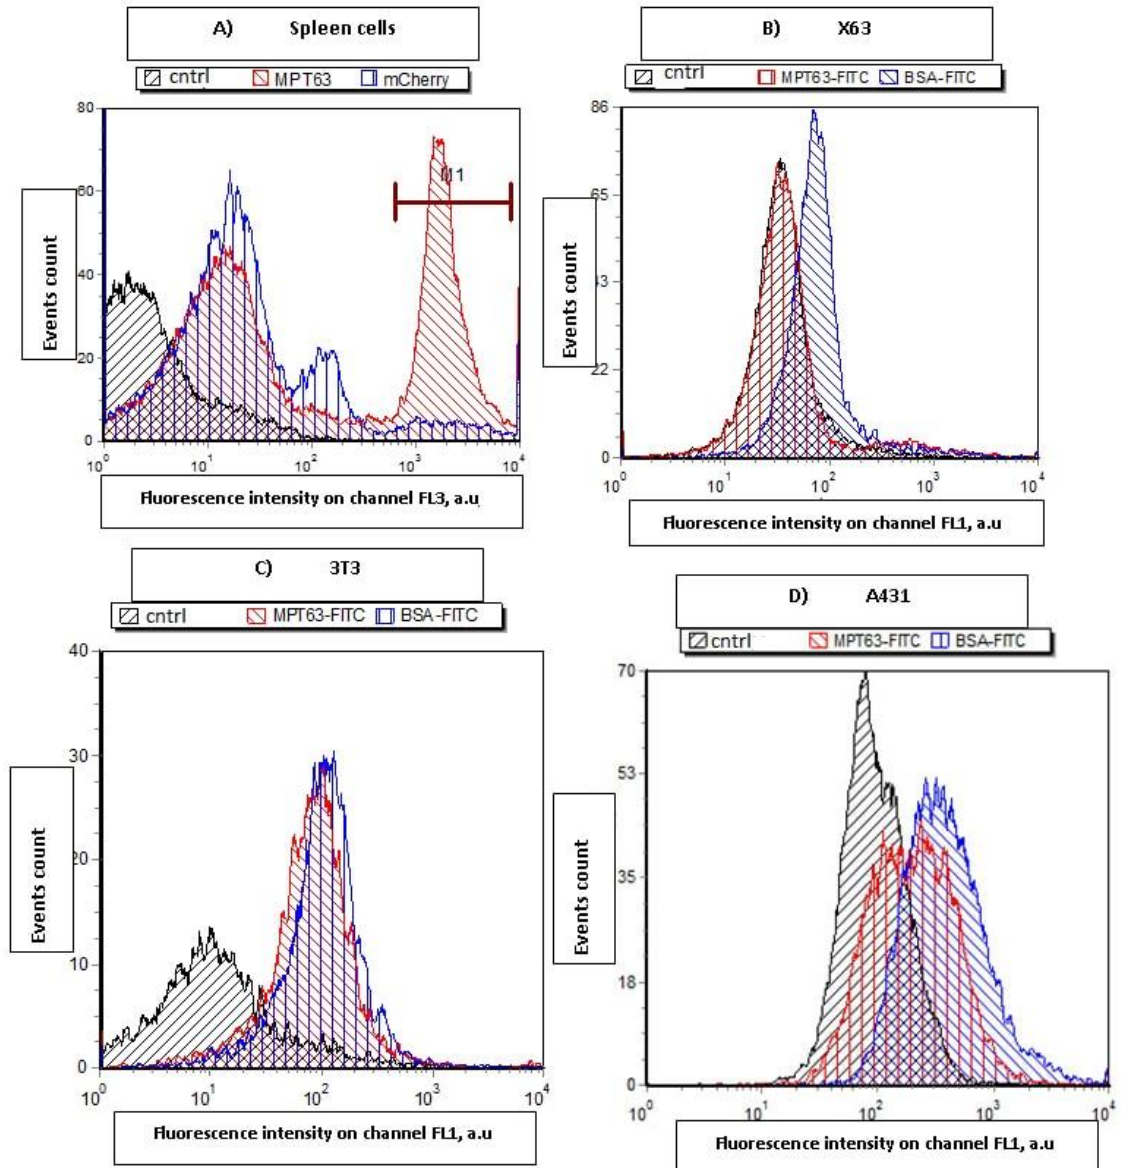 A) Spleen cells
cntrl MPT63 mCherry
80
60
40
20
0
M1
10^0 10^1 10^2 10^3 10^4
Events count
Fluorescence intensity on channel FL3, a.u
B) X63
cntrl MPT63-FITC BSA-FITC
86
65
43
22
0
10^0 10^1 10^2 10^3 10^4
Events count
Fluorescence intensity on channel FL1, a.u
C) 3T3
cntrl MPT63-FITC BSA-FITC
40
30
20
10
0
10^0 10^1 10^2 10^3 10^4
Events count
Fluorescence intensity on channel FL1, a.u
D) A431
cntrl MPT63-FITC BSA-FITC
70
53
35
18
0
10^0 10^1 10^2 10^3 10^4
Events count
Fluorescence intensity on channel FL1, a.u